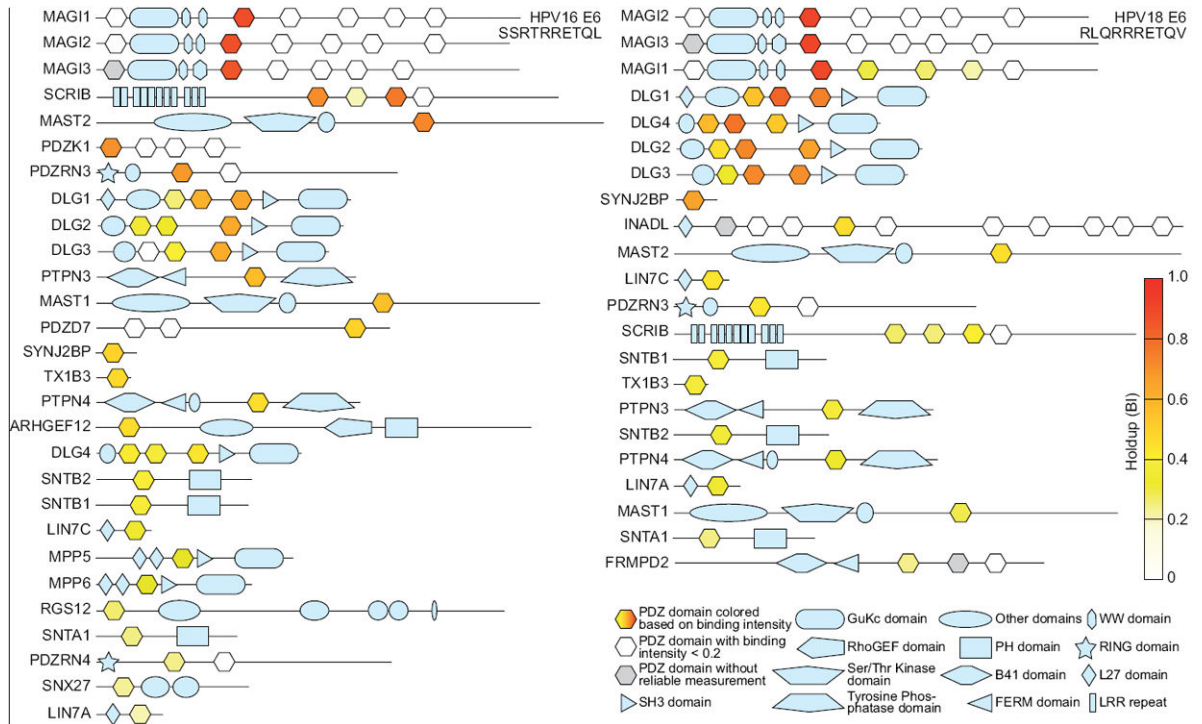 HPV16 E6
SSRTRRETQL
MAGI1
MAGI2
MAGI3
SCRIB
MAST2
PDZK1
PDZRN3
DLG1
DLG2
DLG3
PTPN3
MAST1
PDZD7
SYNJ2BP
TX1B3
PTPN4
ARHGEF12
DLG4
SNTB2
SNTB1
LIN7C
MPP5
MPP6
RGS12
SNTA1
PDZRN4
SNX27
LIN7A
HPV18 E6
RLQRRRETQV
MAGI2
MAGI3
MAGI1
DLG1
DLG4
DLG2
DLG3
SYNJ2BP
INADL
MAST2
LIN7C
PDZRN3
SCRIB
SNTB1
TX1B3
PTPN3
SNTB2
PTPN4
LIN7A
MAST1
SNTA1
FRMPD2
Holdup (BI)
1.0
0.8
0.6
0.4
0.2
0
PDZ domain colored
based on binding intensity
PDZ domain with binding
intensity < 0.2
PDZ domain without
reliable measurement
SH3 domain
GuKc domain
RhoGEF domain
Ser/Thr Kinase
domain
Tyrosine Phos-
phatase domain
Other domains
PH domain
B41 domain
FERM domain
WW domain
RING domain
L27 domain
LRR repeat